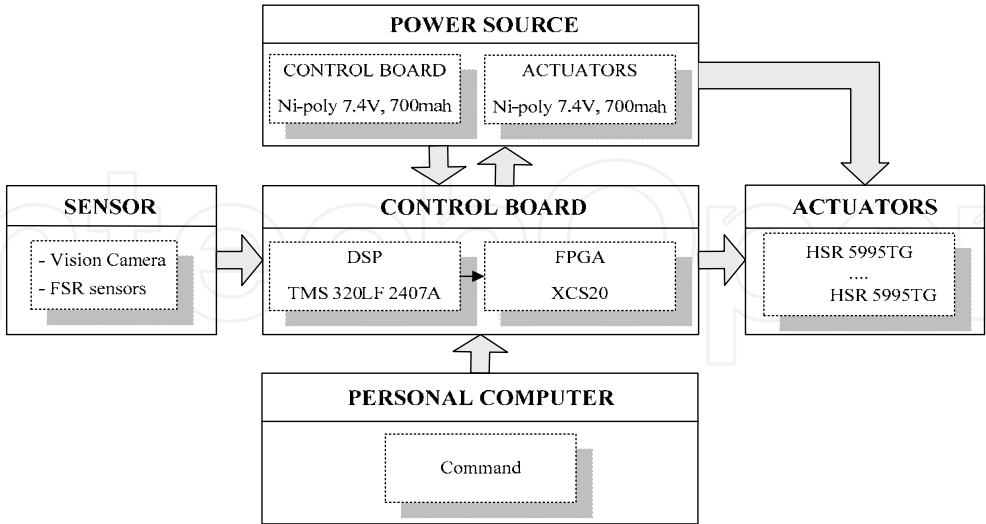 POWER SOURCE
CONTROL BOARD
Ni-poly 7.4V, 700mah
ACTUATORS
Ni-poly 7.4V, 700mah
SENSOR
- Vision Camera
- FSR sensors
CONTROL BOARD
DSP
TMS 320LF 2407A
FPGA
XCS20
ACTUATORS
HSR 5995TG
....
HSR 5995TG
PERSONAL COMPUTER
Command